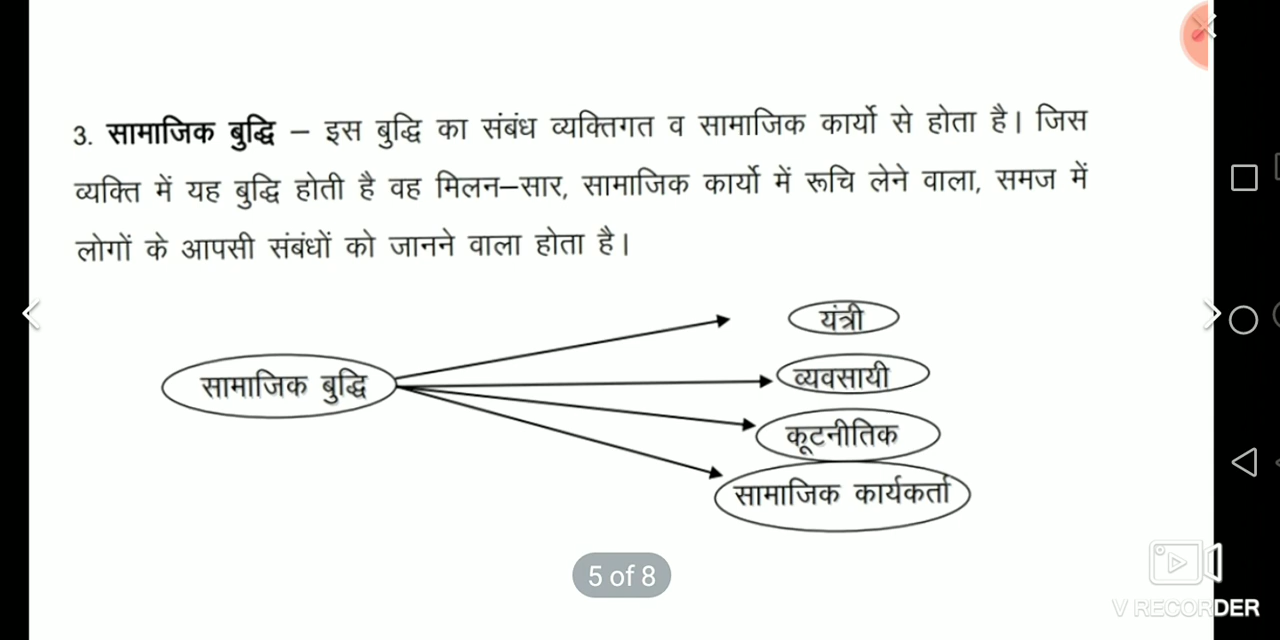 3. सामाजिक बुद्धि – इस बुद्धि का संबंध व्यक्तिगत व सामाजिक कार्यो से होता है। जिस
व्यक्ति में यह बुद्धि होती है वह मिलन–सार, सामाजिक कार्यो में रूचि लेने वाला, समज में
लोगों के आपसी संबंधों को जानने वाला होता है।
यंत्री
सामाजिक बुद्धि
व्यवसायी
कूटनीतिक
सामाजिक कार्यकर्ता
5 of 8
V RECORDER